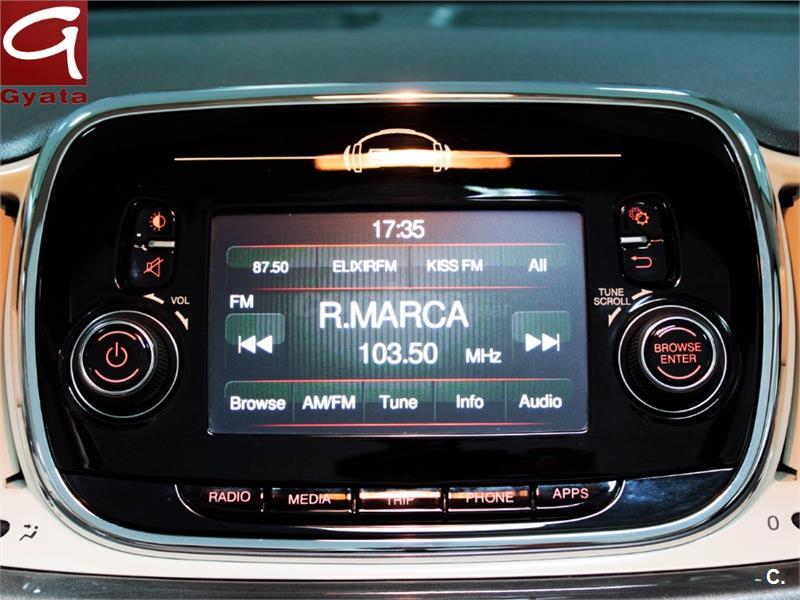 G
Gyata
17:35
87.50 ELIXIRFM KISS FM All
FM
R.MARCA
103.50 MHz
Browse AM/FM Tune Info Audio
VOL
TUNE
SCROLL
BROWSE
ENTER
RADIO MEDIA TRIP PHONE APPS
0
C.